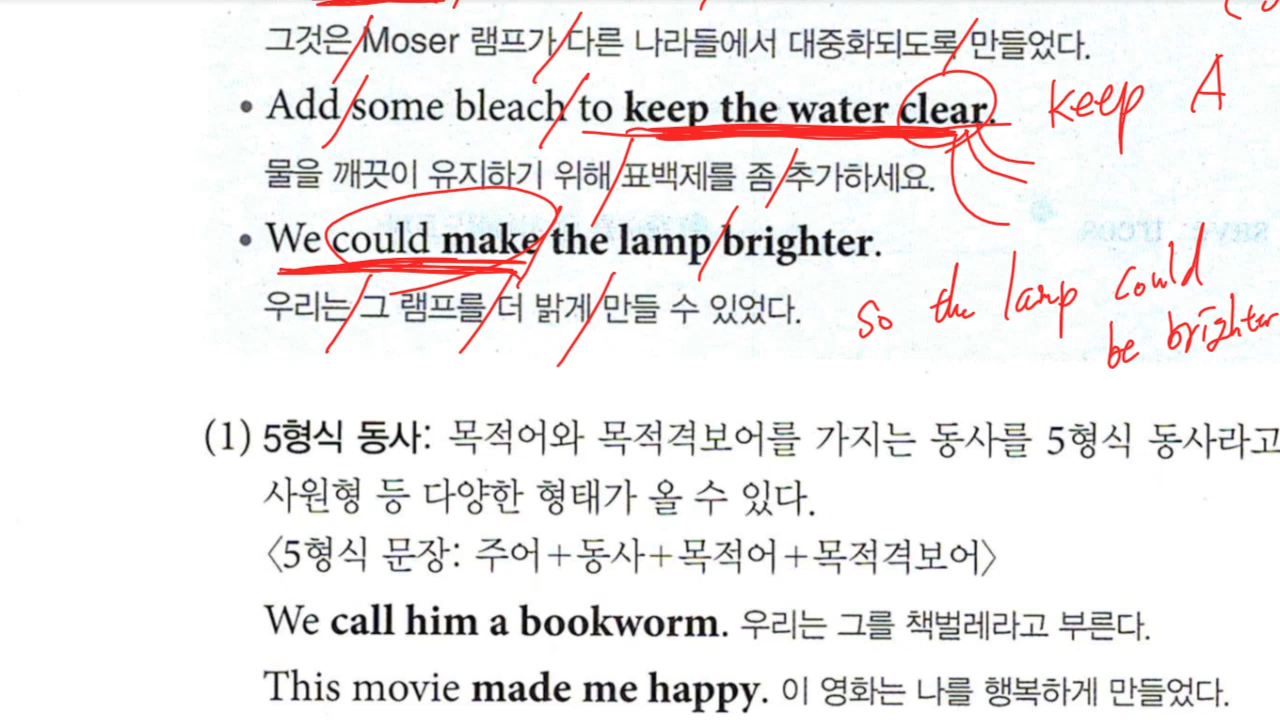 그것은 Moser 램프가 다른 나라들에서 대중화되도록 만들었다.
• Add some bleach to keep the water clear. keep A
물을 깨끗이 유지하기 위해 표백제를 좀 추가하세요.
• We could make the lamp brighter.
우리는 그 램프를 더 밝게 만들 수 있었다.
so the lamp could
be brighter
(1) 5형식 동사: 목적어와 목적격보어를 가지는 동사를 5형식 동사라고
사원형 등 다양한 형태가 올 수 있다.
〈5형식 문장: 주어+동사+목적어+목적격보어〉
We call him a bookworm. 우리는 그를 책벌레라고 부른다.
This movie made me happy. 이 영화는 나를 행복하게 만들었다.